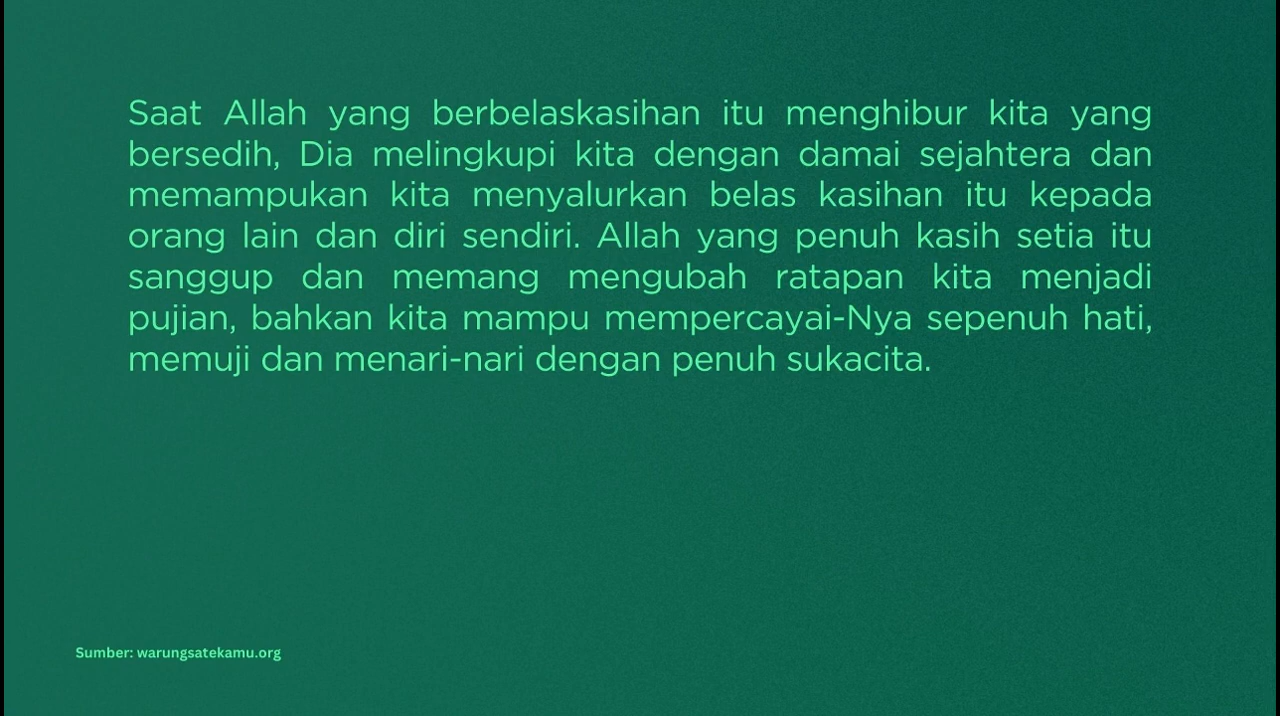 Saat Allah yang berbelaskasihan itu menghibur kita yang
bersedih, Dia melingkupi kita dengan damai sejahtera dan
memampukan kita menyalurkan belas kasihan itu kepada
orang lain dan diri sendiri. Allah yang penuh kasih setia itu
sanggup dan memang mengubah ratapan kita menjadi
pujian, bahkan kita mampu mempercayai-Nya sepenuh hati,
memuji dan menari-nari dengan penuh sukacita.
Sumber: warungsatekamu.org